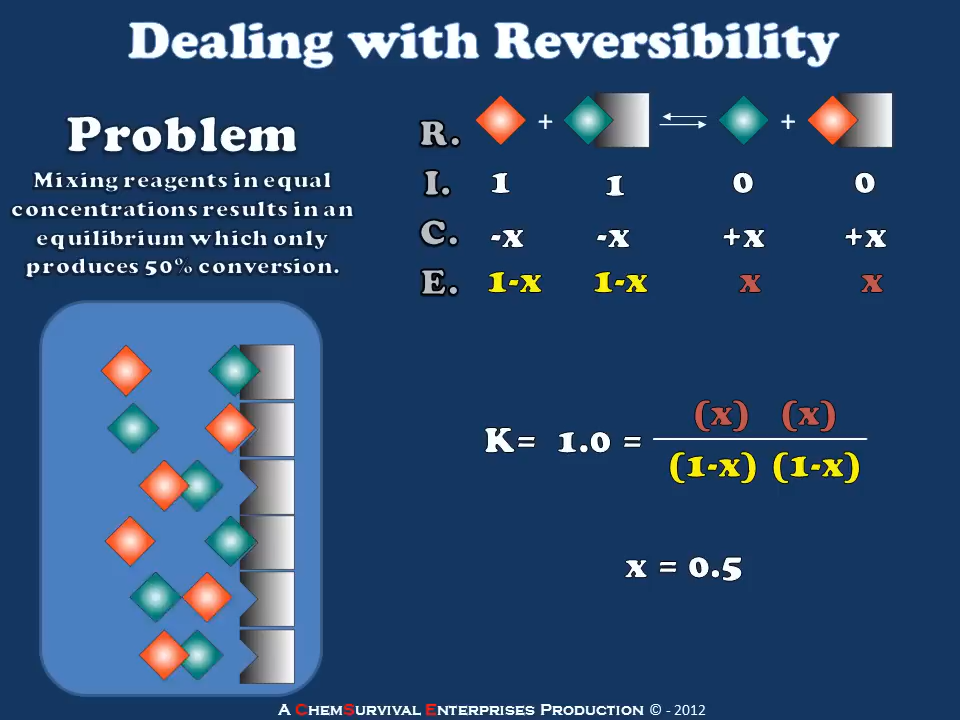 Dealing with Reversibility
Problem
Mixing reagents in equal
concentrations results in an
equilibrium which only
produces 50% conversion.
R. + ⇌ +
I. 1 1 0 0
C. -x -x +x +x
E. 1-x 1-x x x
(x) (x)
K= 1.0 =
(1-x) (1-x)
x = 0.5
A ChemSurvival Enterprises Production © - 2012